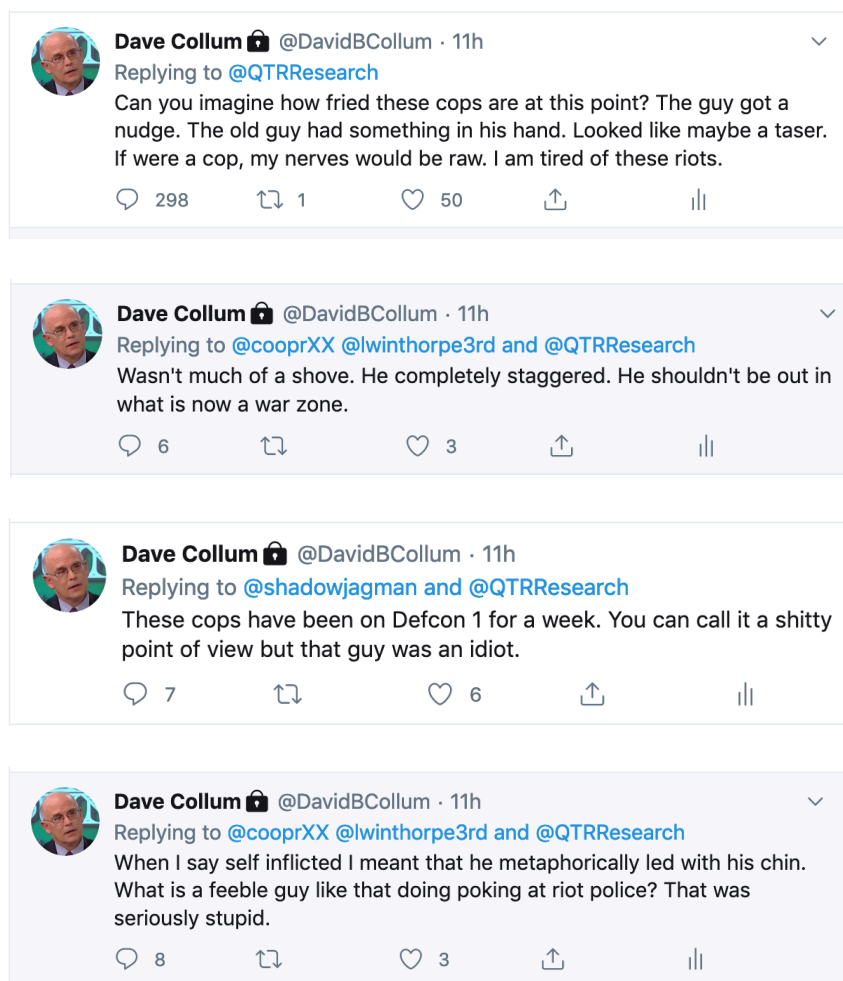 Dave Collum @DavidBCollum · 11h
Replying to @QTRResearch
Can you imagine how fried these cops are at this point? The guy got a
nudge. The old guy had something in his hand. Looked like maybe a taser.
If were a cop, my nerves would be raw. I am tired of these riots.
298 1 50
Dave Collum @DavidBCollum · 11h
Replying to @cooprXX @lwinthorpe3rd and @QTRResearch
Wasn't much of a shove. He completely staggered. He shouldn't be out in
what is now a war zone.
6 3
Dave Collum @DavidBCollum · 11h
Replying to @shadowjagman and @QTRResearch
These cops have been on Defcon 1 for a week. You can call it a shitty
point of view but that guy was an idiot.
7 6
Dave Collum @DavidBCollum · 11h
Replying to @cooprXX @lwinthorpe3rd and @QTRResearch
When I say self inflicted I meant that he metaphorically led with his chin.
What is a feeble guy like that doing poking at riot police? That was
seriously stupid.
8 3